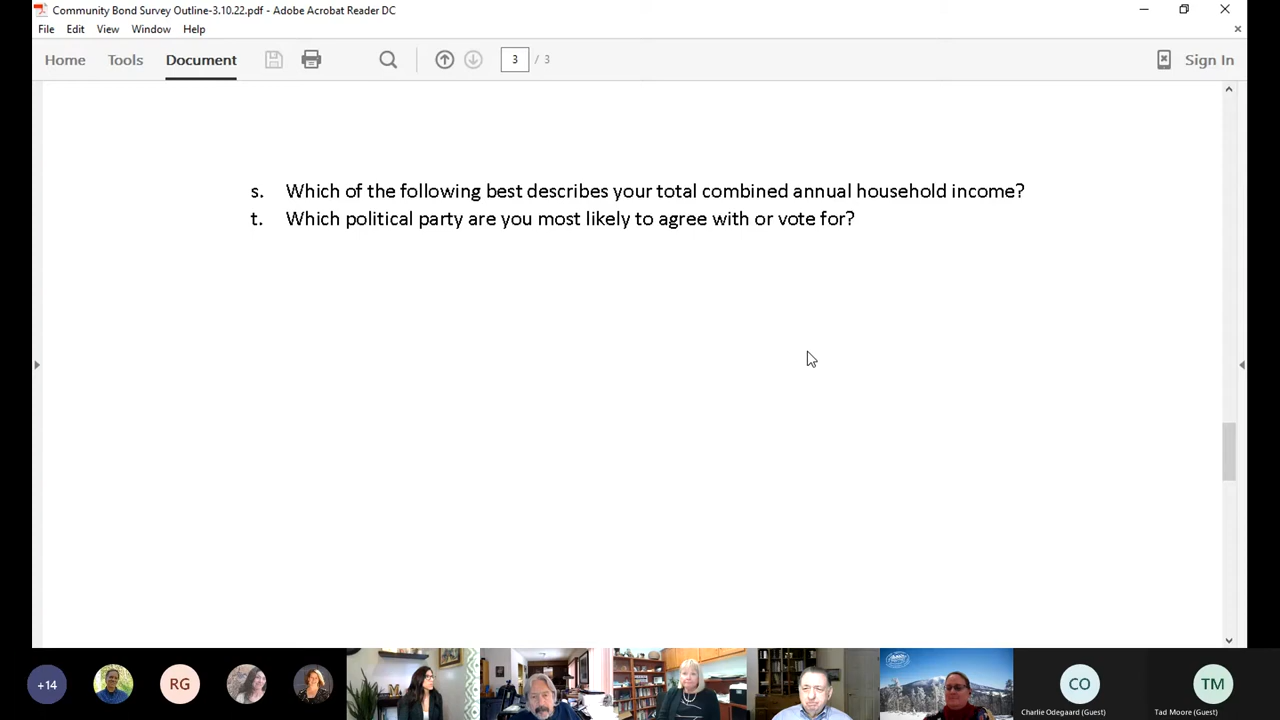 Community Bond Survey Outline-3.10.22.pdf - Adobe Acrobat Reader DC
File Edit View Window Help
Home Tools Document 3 / 3 Sign In
s. Which of the following best describes your total combined annual household income?
t. Which political party are you most likely to agree with or vote for?
+14 RG CO TM
Charlie Odegaard (Guest) Tad Moore (Guest)